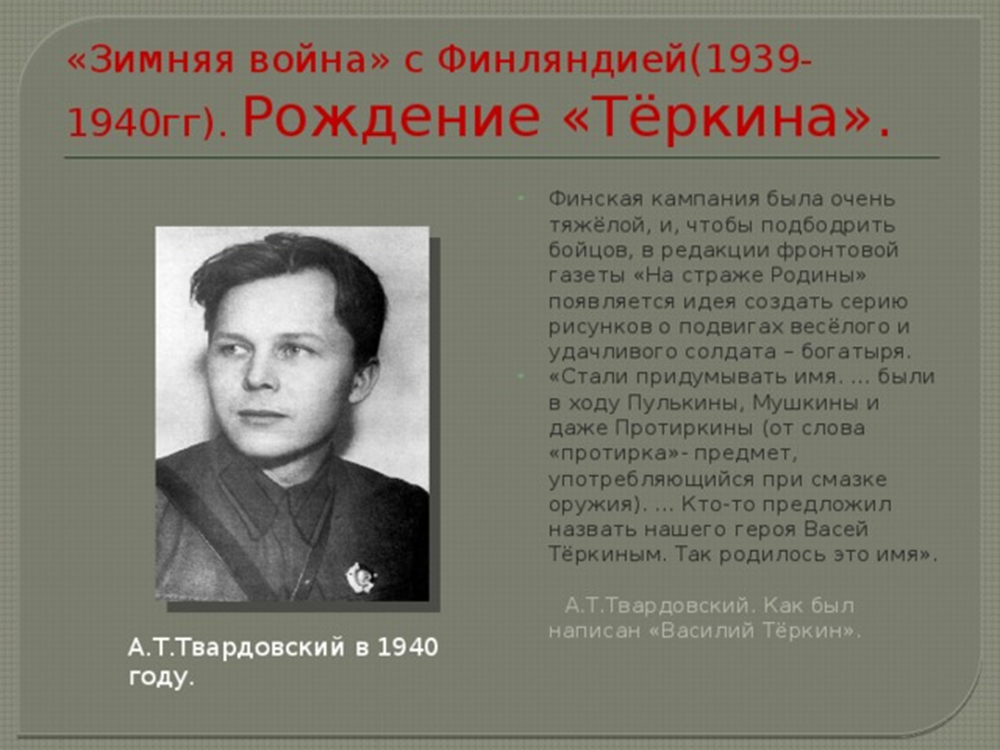 «Зимняя война» с Финляндией(1939-
1940гг). Рождение «Тёркина».
Финская кампания была очень
тяжёлой, и, чтобы подбодрить
бойцов, в редакции фронтовой
газеты «На страже Родины»
появляется идея создать серию
рисунков о подвигах весёлого и
удачливого солдата – богатыря.
«Стали придумывать имя. ... были
в ходу Пулькины, Мушкины и
даже Протиркины (от слова
«протирка»- предмет,
употребляющийся при смазке
оружия). ... Кто-то предложил
назвать нашего героя Васей
Тёркиным. Так родилось это имя».
А.Т.Твардовский. Как был
написан «Василий Тёркин».
А.Т.Твардовский в 1940
году.